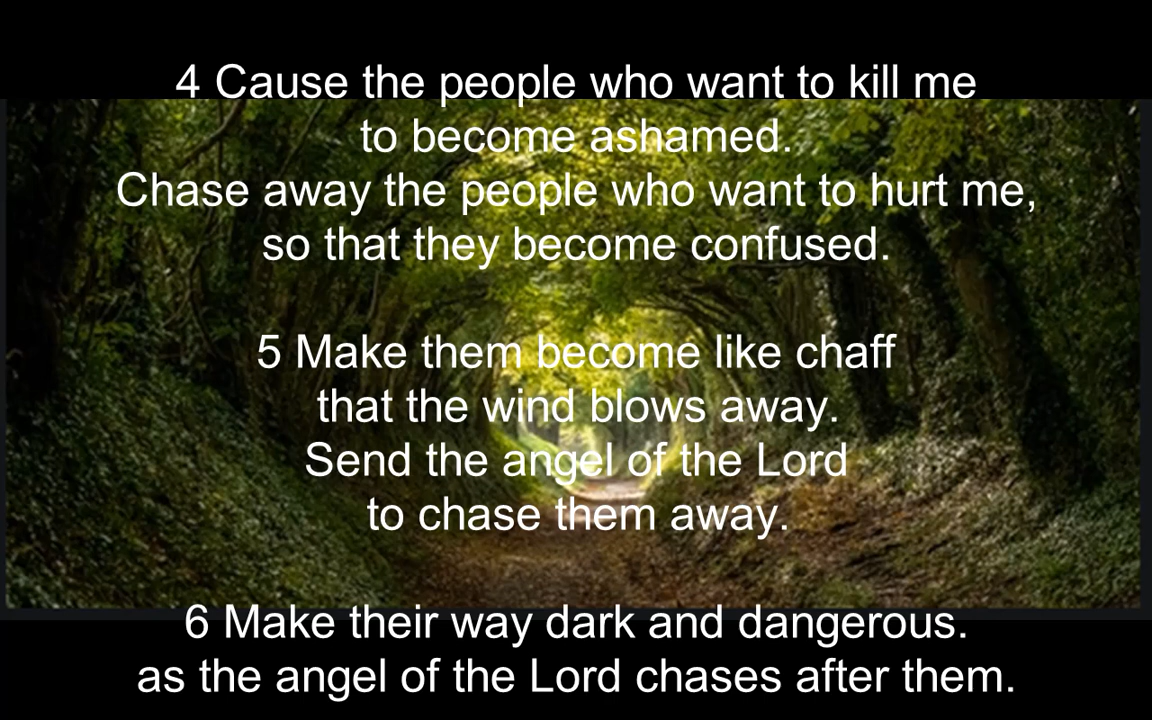 4 Cause the people who want to kill me
to become ashamed.
Chase away the people who want to hurt me,
so that they become confused.
5 Make them become like chaff
that the wind blows away.
Send the angel of the Lord
to chase them away.
6 Make their way dark and dangerous.
as the angel of the Lord chases after them.